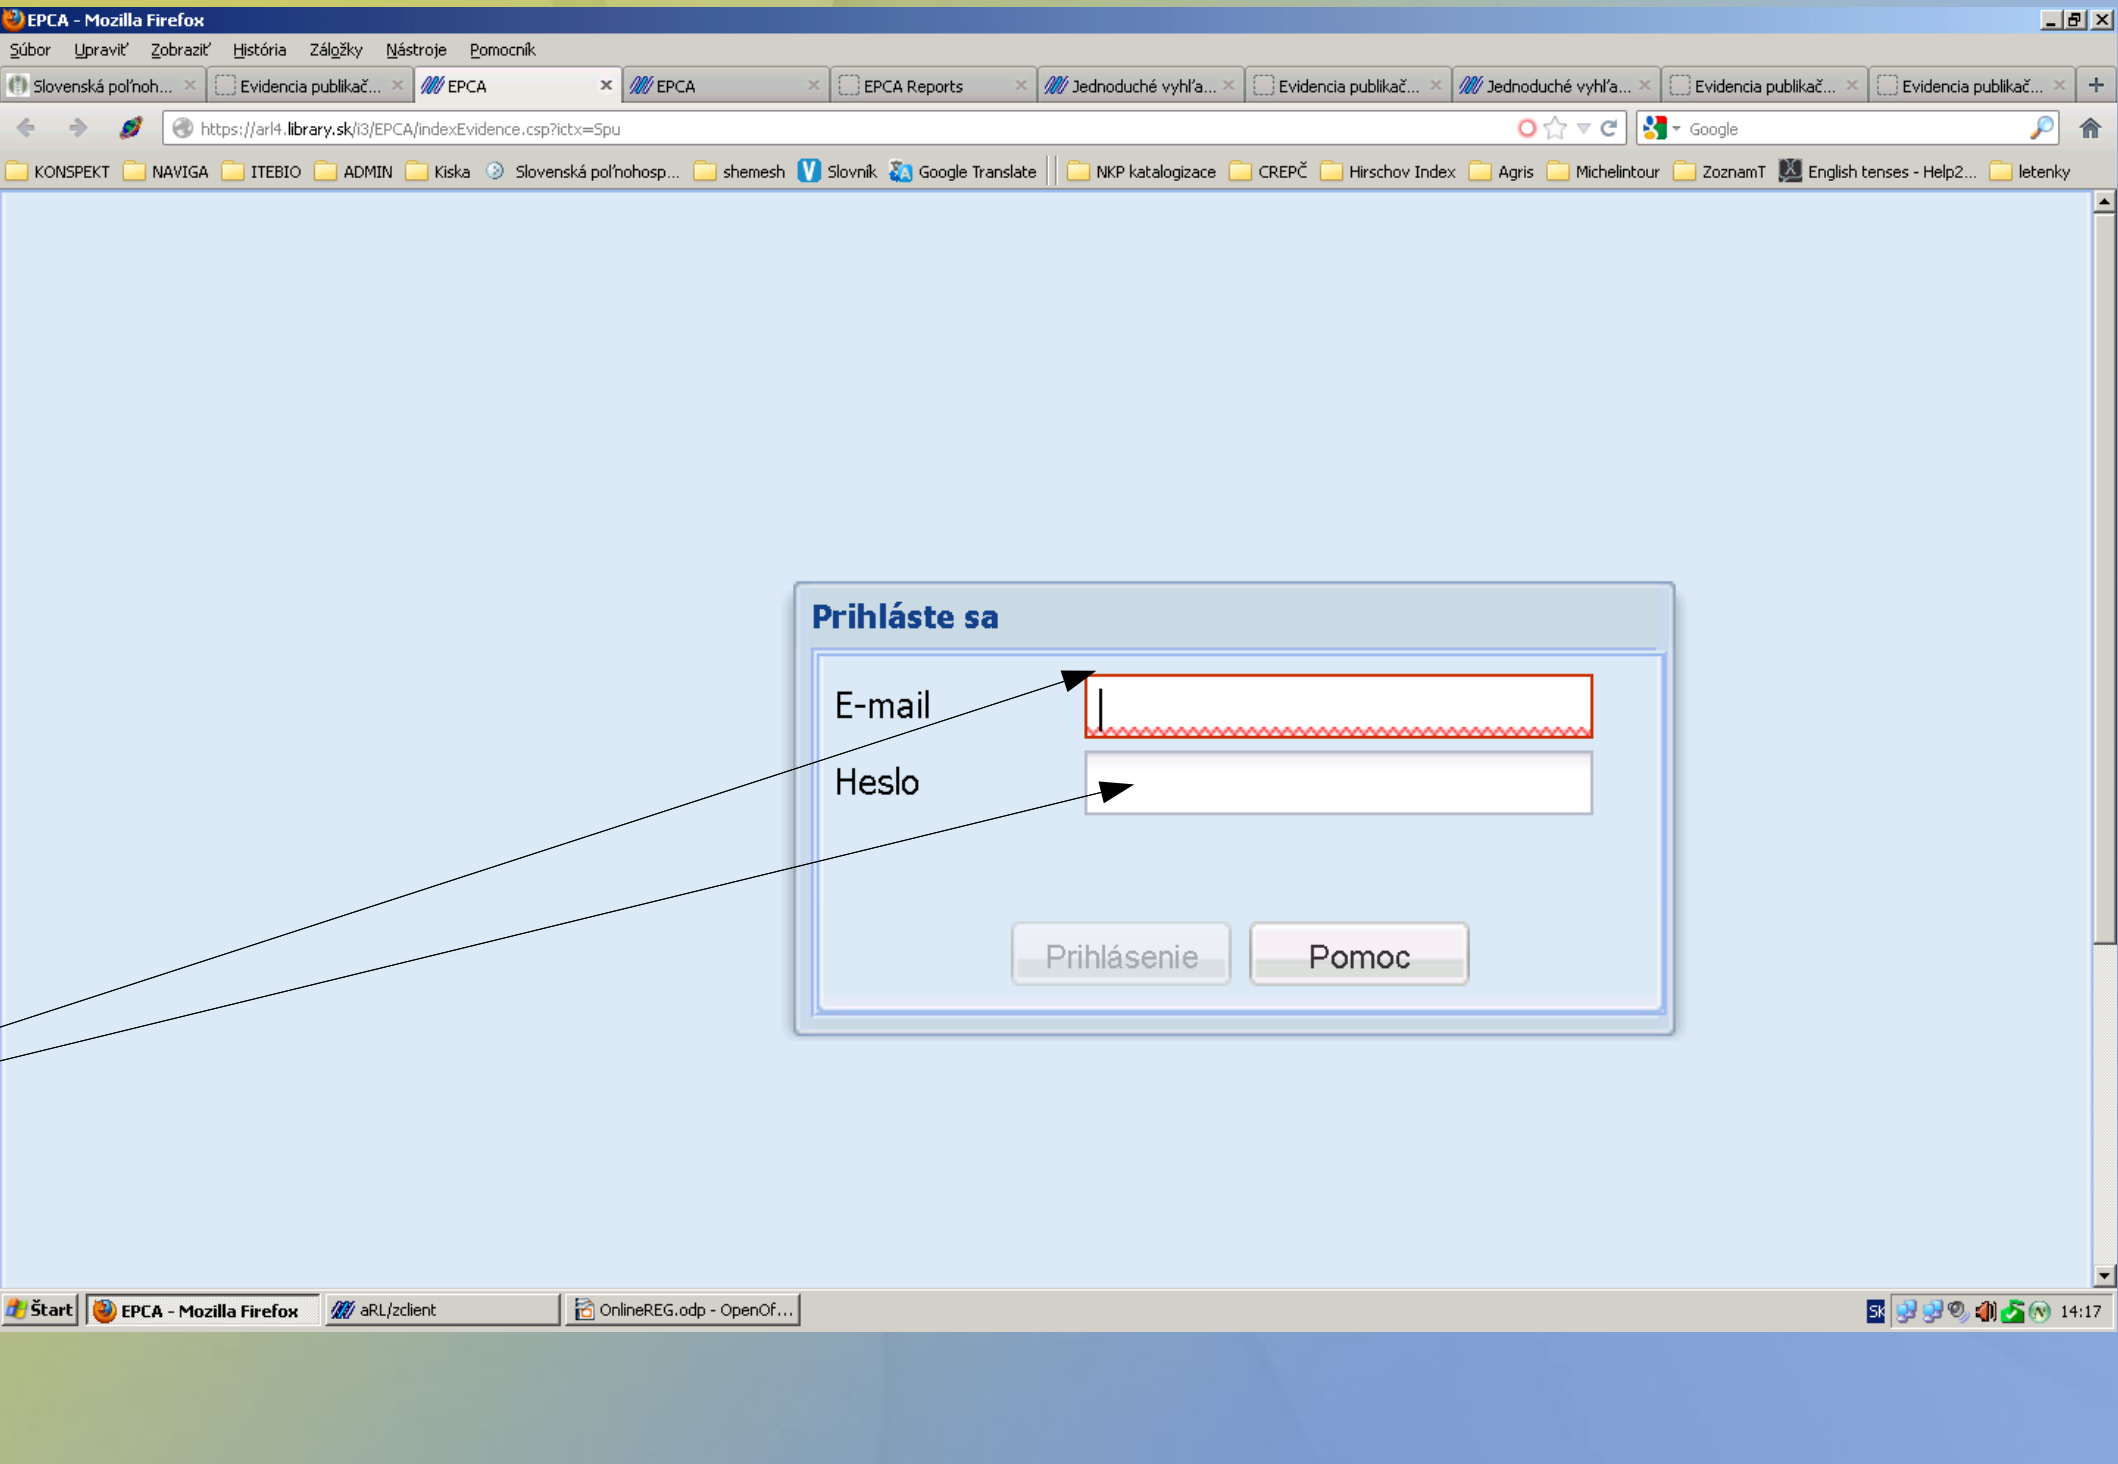 EPCA - Mozilla Firefox
Súbor Upraviť Zobraziť História Záložky Nástroje Pomocník
Slovenská poľnoh... Evidencia publikač... EPCA EPCA EPCA Reports Jednoduché vyhľa... Evidencia publikač... Jednoduché vyhľa... Evidencia publikač... Evidencia publikač...
https://arl4.library.sk/i3/EPCA/indexEvidence.csp?ictx=Spu Google
KONSPEKT NAVIGA ITEBIO ADMIN Kiska Slovenská poľnohosp... shemesh Slovník Google Translate NKP katalogizace CREPČ Hirschov Index Agris Michelintour ZoznamT English tenses - Help2... letenky
Prihláste sa
E-mail
Heslo
Prihlásenie Pomoc
Štart EPCA - Mozilla Firefox aRL/zclient OnlineREG.odp - OpenOf... SK 14:17